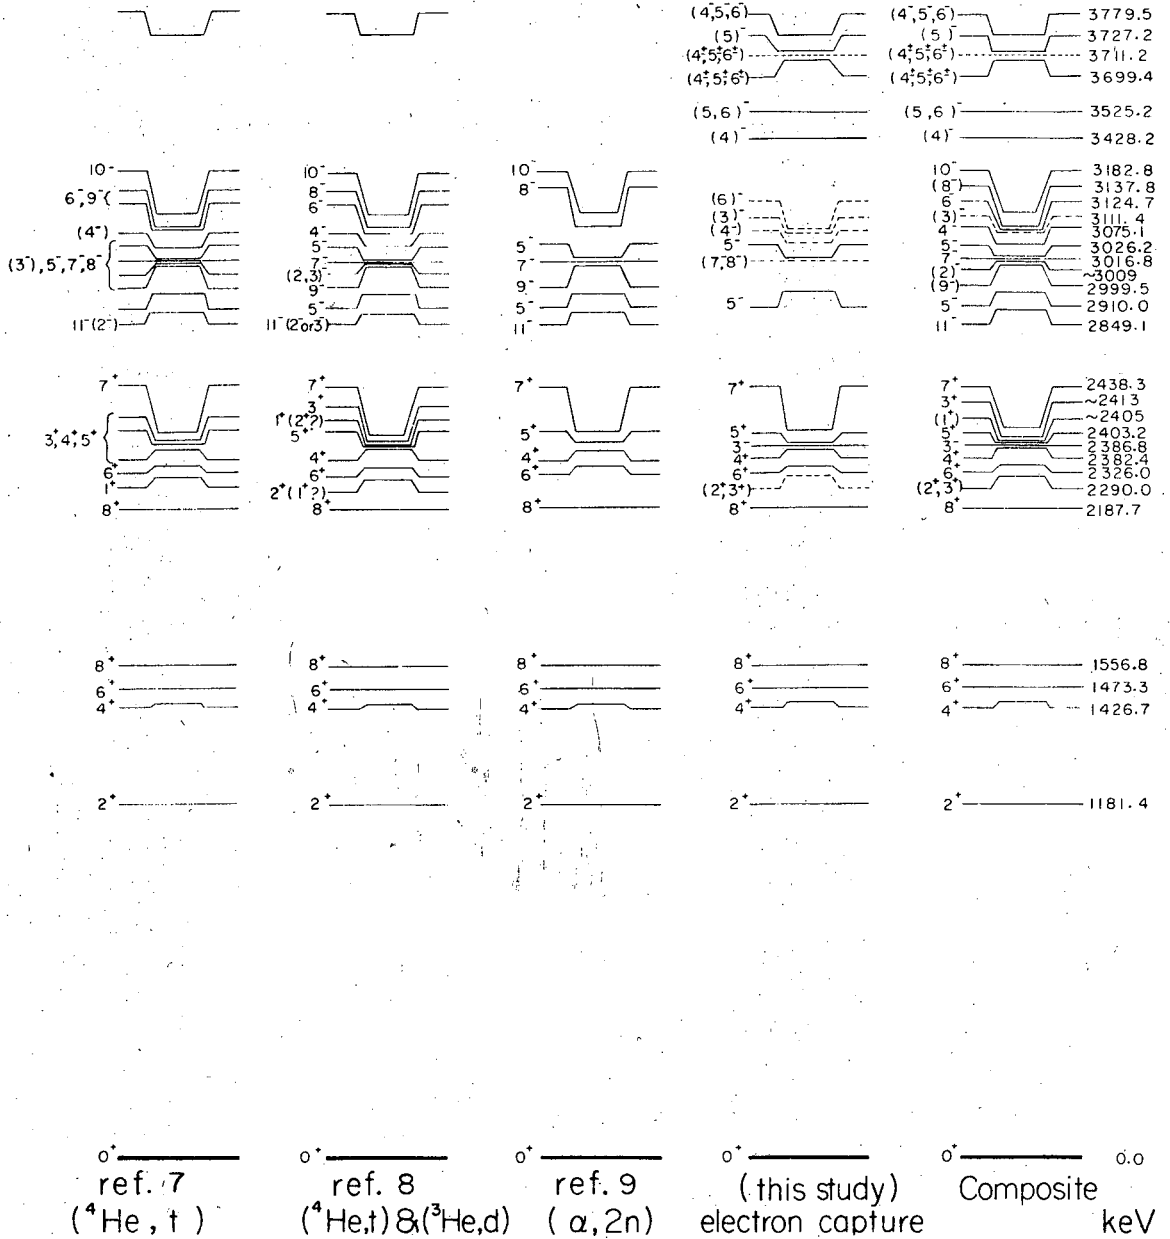 (4⁻,5⁻,6⁻) (4⁻,5⁻,6⁻) 3779.5
(5)⁻ (5)⁻ 3727.2
(4±,5±,6±) (4±,5±,6±) 3711.2
(4±,5±,6±) (4±,5±,6±) 3699.4
(5,6)⁻ (5,6)⁻ 3525.2
(4)⁻ (4)⁻ 3428.2
10⁻ 10⁻ 10⁻ 10⁻ 3182.8
6⁻,9⁻{ 8⁻ 8⁻ (8⁻) 3137.8
6⁻ (6)⁻ 6⁻ 3124.7
(3)⁻ (3)⁻ 3111.4
(4⁻) 4⁻ (4⁻) 4⁻ 3075.1
5⁻ 5⁻ 5⁻ 5⁻ 3026.2
(3⁻),5⁻,7⁻,8⁻{ 7⁻ 7⁻ (7,8⁻) 7⁻ 3016.8
(2,3)⁻ (2)⁻ ~3009
9⁻ 9⁻ (9⁻) 2999.5
5⁻ 5⁻ 5⁻ 5⁻ 2910.0
11⁻(2⁻) 11⁻(2⁻or3⁻) 11⁻ 11⁻ 2849.1
7⁺ 7⁺ 7⁺ 7⁺ 7⁺ 2438.3
3⁺ 3⁺ ~2413
1⁺(2⁺?) (1⁺) ~2405
3⁺,4⁺,5⁺{ 5⁺ 5⁺ 5⁺ 5⁺ 2403.2
3⁻ 3⁻ 2386.8
4⁺ 4⁺ 4⁺ 4⁺ 2382.4
6⁺ 6⁺ 6⁺ 6⁺ 6⁺ 2326.0
1⁺ 2⁺(1⁺?) (2⁺,3⁺) (2⁺,3⁺) 2290.0
8⁺ 8⁺ 8⁺ 8⁺ 8⁺ 2187.7
8⁺ 8⁺ 8⁺ 8⁺ 8⁺ 1556.8
6⁺ 6⁺ 6⁺ 6⁺ 6⁺ 1473.3
4⁺ 4⁺ 4⁺ 4⁺ 4⁺ 1426.7
2⁺ 2⁺ 2⁺ 2⁺ 2⁺ 1181.4
0⁺ 0⁺ 0⁺ 0⁺ 0⁺ 0.0
ref. 7 ref. 8 ref. 9 (this study) Composite
(⁴He, t) (⁴He,t)&(³He,d) (α,2n) electron capture keV